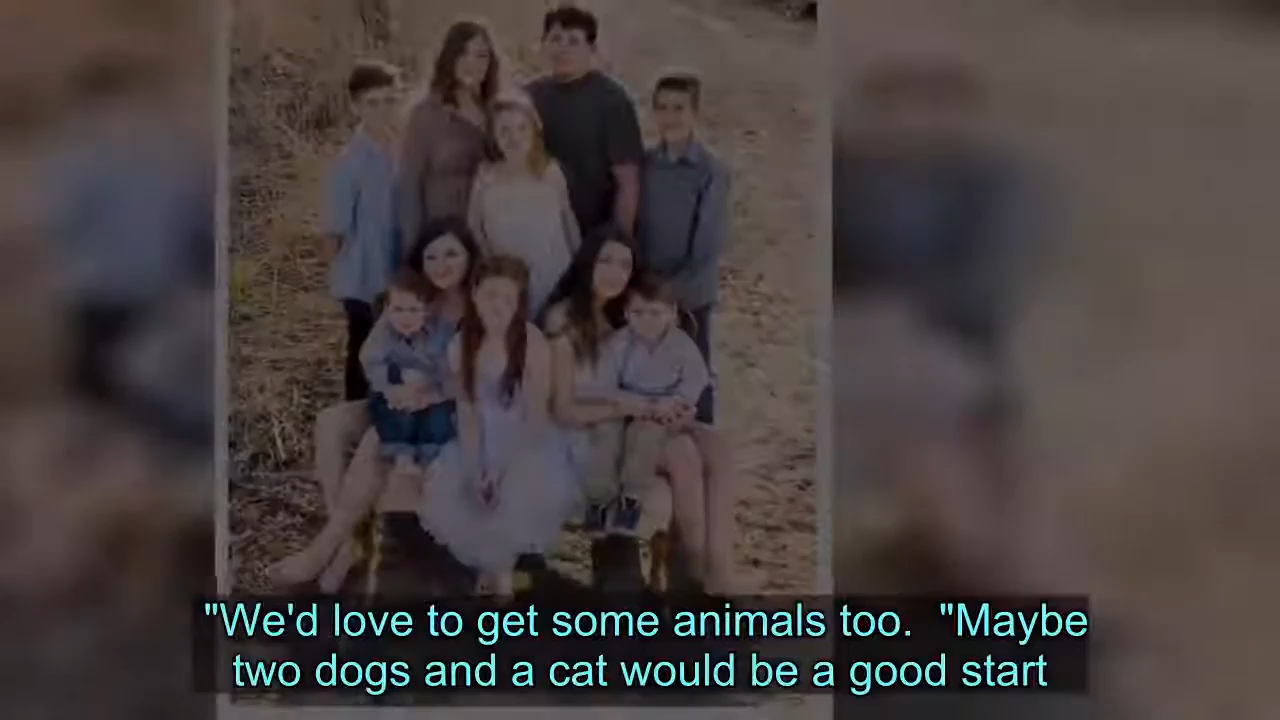 "We'd love to get some animals too.  "Maybe
two dogs and a cat would be a good start